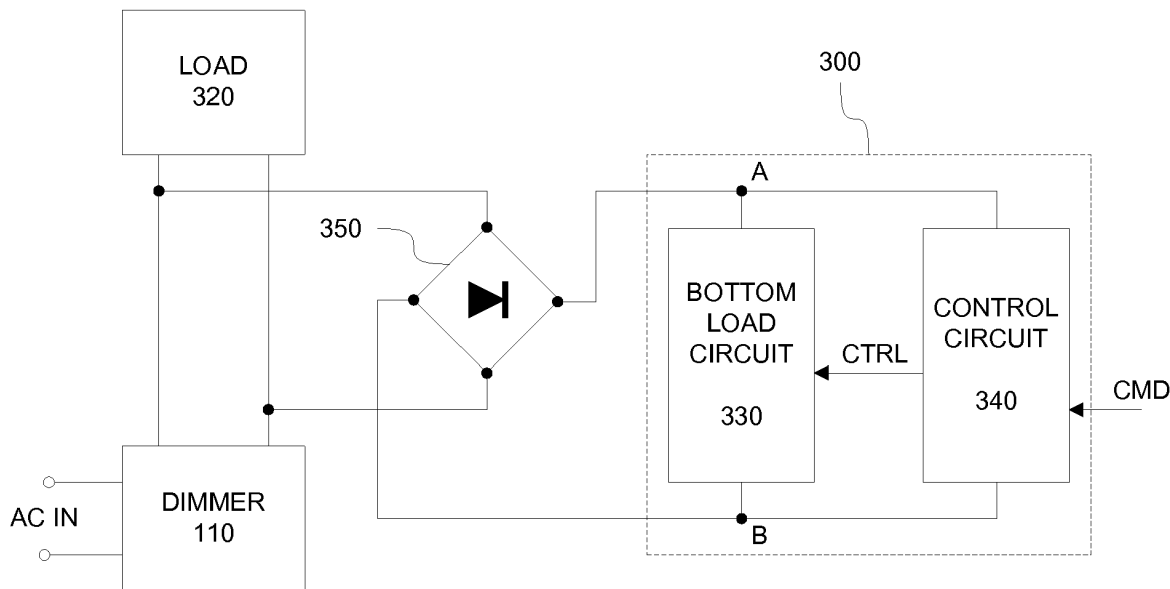 LOAD
320
300
A
350
BOTTOM
LOAD
CIRCUIT
330
CONTROL
CIRCUIT
340
CTRL
CMD
AC IN
DIMMER
110
B